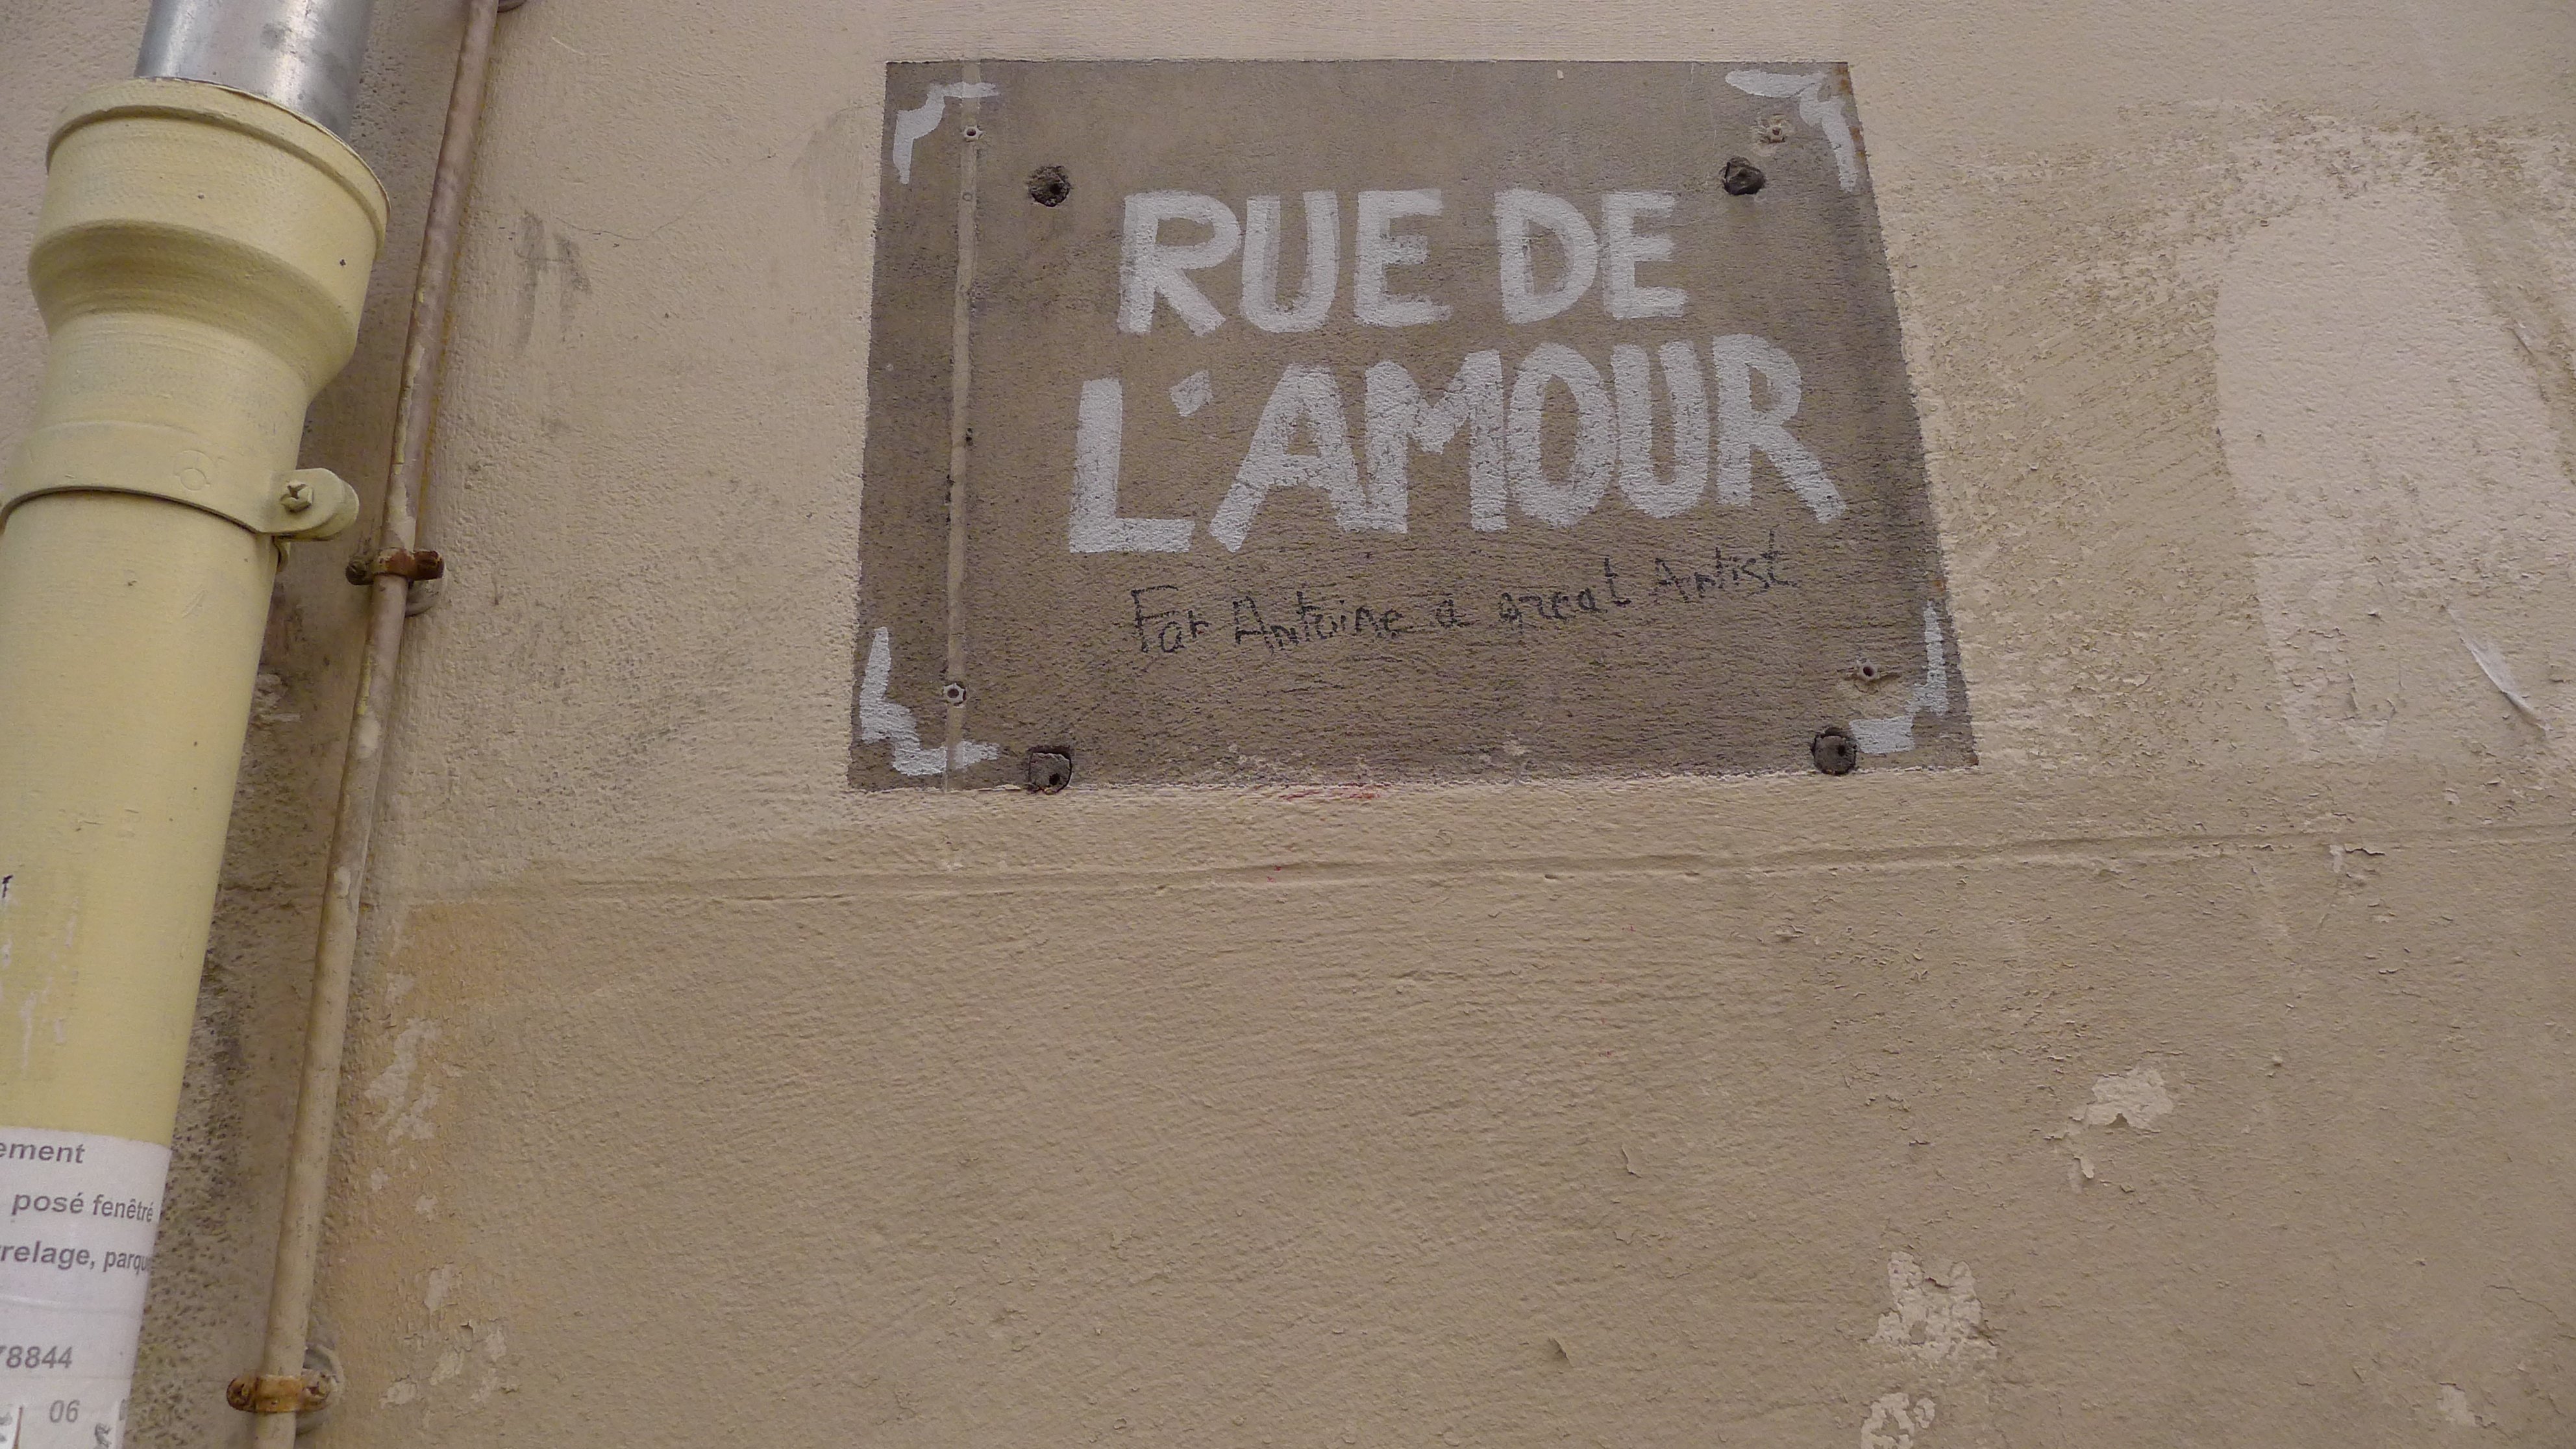 RUE DE
L'AMOUR
For Antoine a great Artist
ement
posé fenêtré
relage, parqu
78844
06